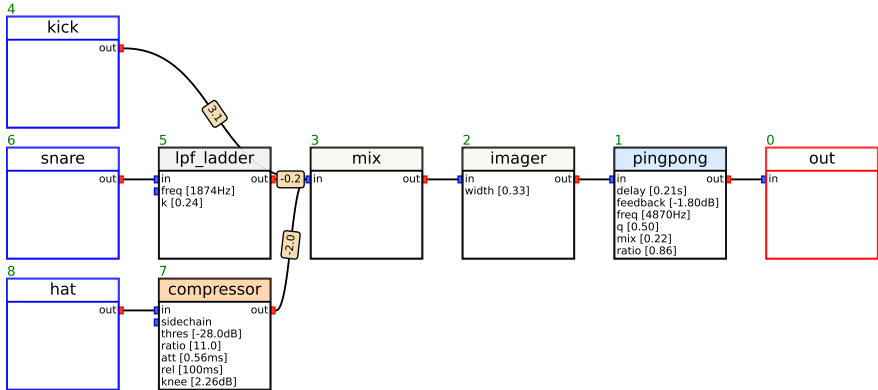 4
kick
out
3.1
6
snare
out
5
lpf_ladder
in
out
freq [1874Hz]
k [0.24]
-0.2
3
mix
in
out
2
imager
in
out
width [0.33]
1
pingpong
in
out
delay [0.21s]
feedback [-1.80dB]
freq [4870Hz]
q [0.50]
mix [0.22]
ratio [0.86]
0
out
in
-2.0
8
hat
out
7
compressor
in
out
sidechain
thres [-28.0dB]
ratio [11.0]
att [0.56ms]
rel [100ms]
knee [2.26dB]